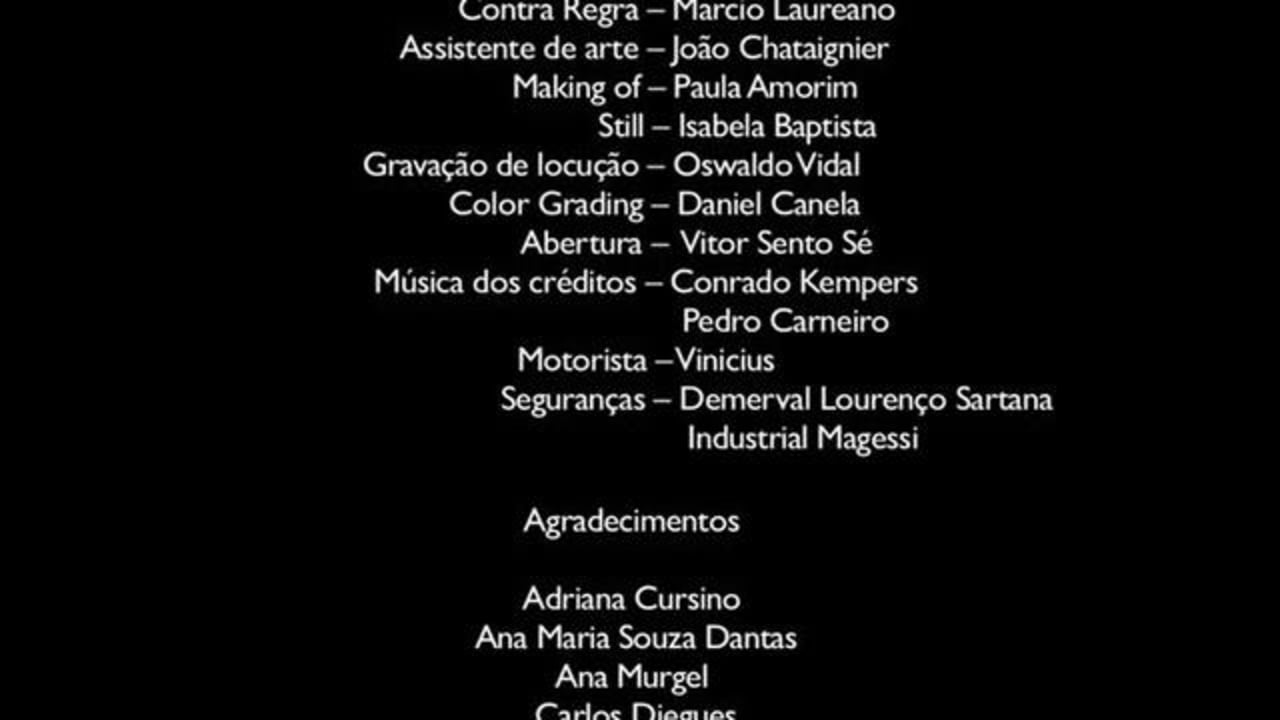 Contra Regra – Marcio Laureano
Assistente de arte – João Chataignier
Making of – Paula Amorim
Still – Isabela Baptista
Gravação de locução – Oswaldo Vidal
Color Grading – Daniel Canela
Abertura – Vitor Sento Sé
Música dos créditos – Conrado Kempers
Pedro Carneiro
Motorista – Vinicius
Seguranças – Demerval Lourenço Sartana
Industrial Magessi
Agradecimentos
Adriana Cursino
Ana Maria Souza Dantas
Ana Murgel
Carlos Diegues